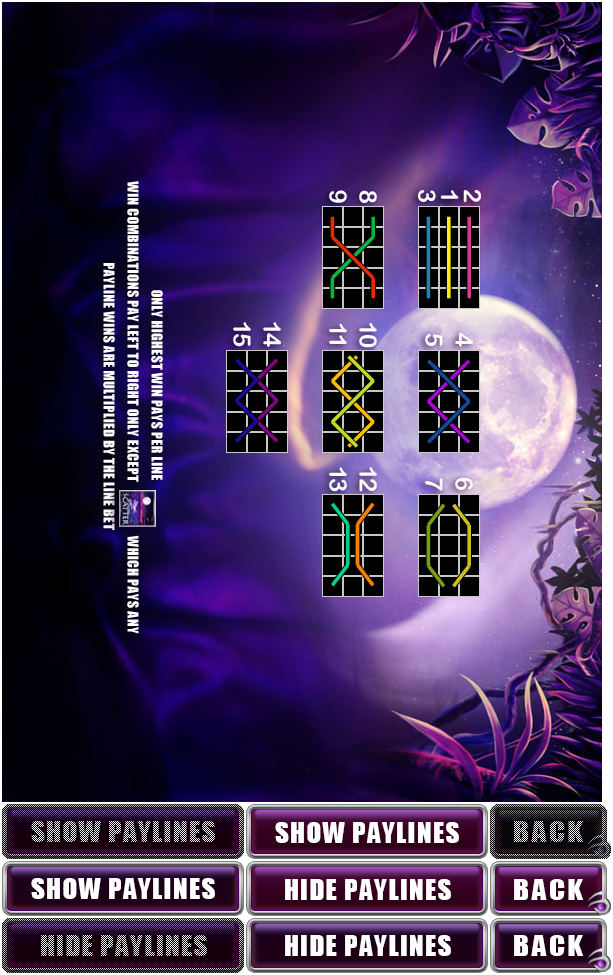 2
1
3
4
5
6
7
8
9
10
11
12
13
14
15
ONLY HIGHEST WIN PAYS PER LINE
WIN COMBINATIONS PAY LEFT TO RIGHT ONLY EXCEPT SCATTER WHICH PAYS ANY
PAYLINE WINS ARE MULTIPLIED BY THE LINE BET
SHOW PAYLINES SHOW PAYLINES BACK
SHOW PAYLINES HIDE PAYLINES BACK
HIDE PAYLINES HIDE PAYLINES BACK